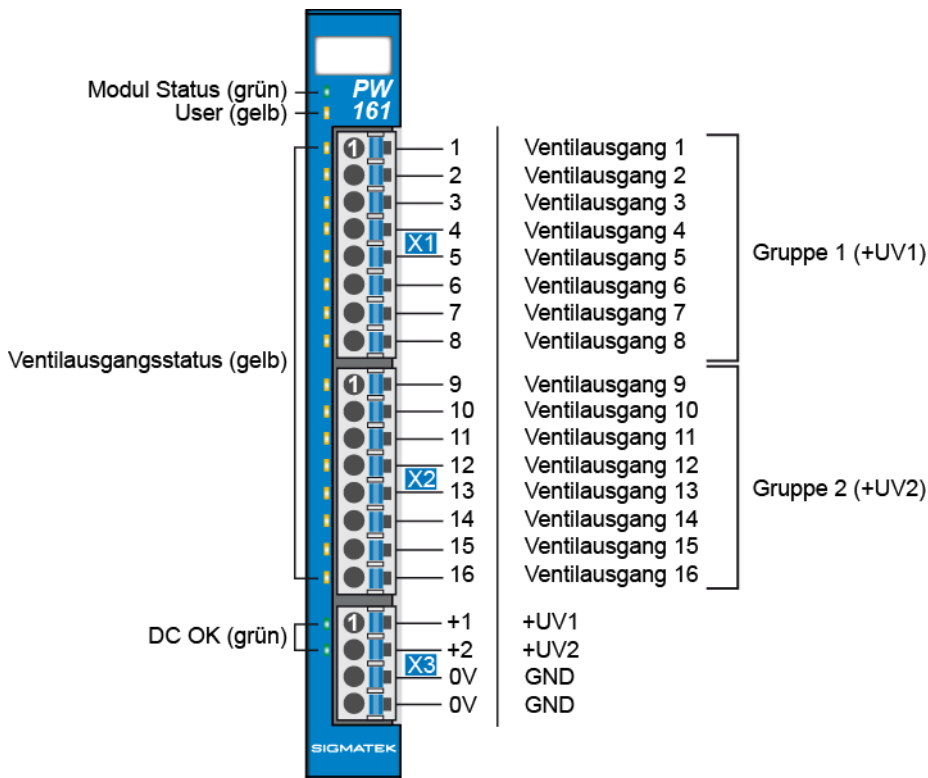 PW
161
Modul Status (grün)
User (gelb)
1 1 Ventilausgang 1
2 Ventilausgang 2
3 Ventilausgang 3
4 Ventilausgang 4
X1
5 Ventilausgang 5
6 Ventilausgang 6
7 Ventilausgang 7
8 Ventilausgang 8
Gruppe 1 (+UV1)
Ventilausgangsstatus (gelb)
1 9 Ventilausgang 9
10 Ventilausgang 10
11 Ventilausgang 11
12 Ventilausgang 12
X2
13 Ventilausgang 13
14 Ventilausgang 14
15 Ventilausgang 15
16 Ventilausgang 16
Gruppe 2 (+UV2)
DC OK (grün)
1 +1 +UV1
+2 +UV2
X3
0V GND
0V GND
SIGMATEK